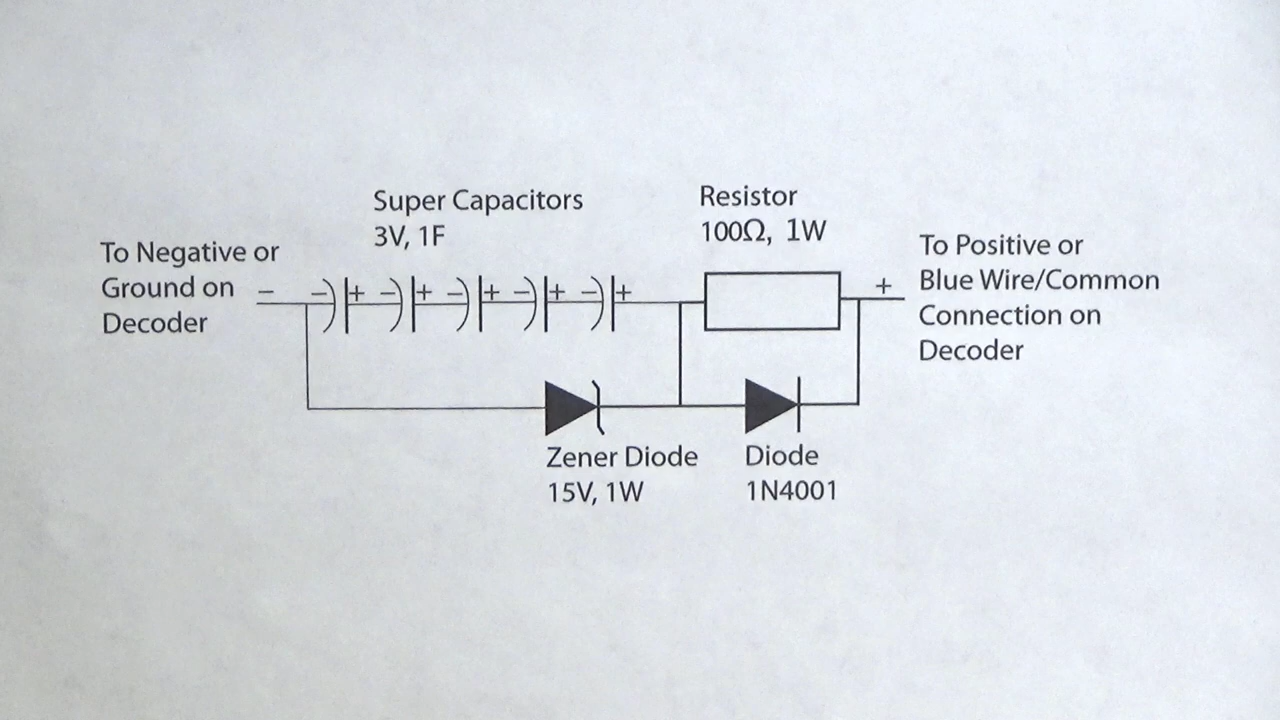 Super Capacitors
3V, 1F
Resistor
100Ω, 1W
To Negative or
Ground on
Decoder
To Positive or
Blue Wire/Common
Connection on
Decoder
− − + − + − + − + − + +
Zener Diode
15V, 1W
Diode
1N4001